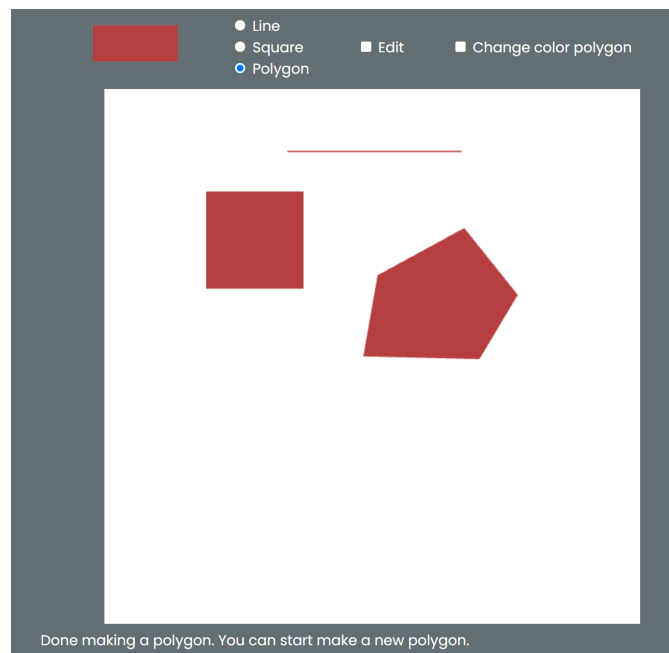 Line
Square
Edit
Change color polygon
Polygon
Done making a polygon. You can start make a new polygon.